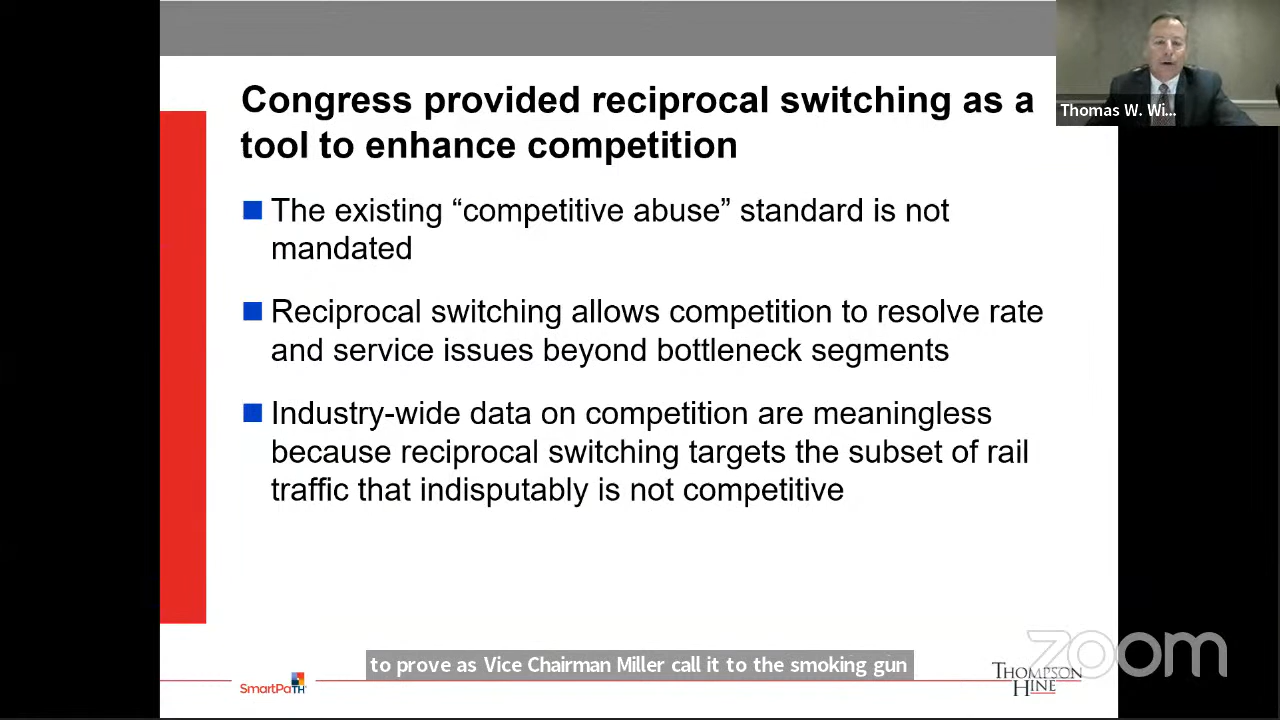 Congress provided reciprocal switching as a
tool to enhance competition
The existing “competitive abuse” standard is not
mandated
Reciprocal switching allows competition to resolve rate
and service issues beyond bottleneck segments
Industry-wide data on competition are meaningless
because reciprocal switching targets the subset of rail
traffic that indisputably is not competitive
Thomas W. Wi...
to prove as Vice Chairman Miller call it to the smoking gun
SmartPaTH
THOMPSON
HINE
zoom